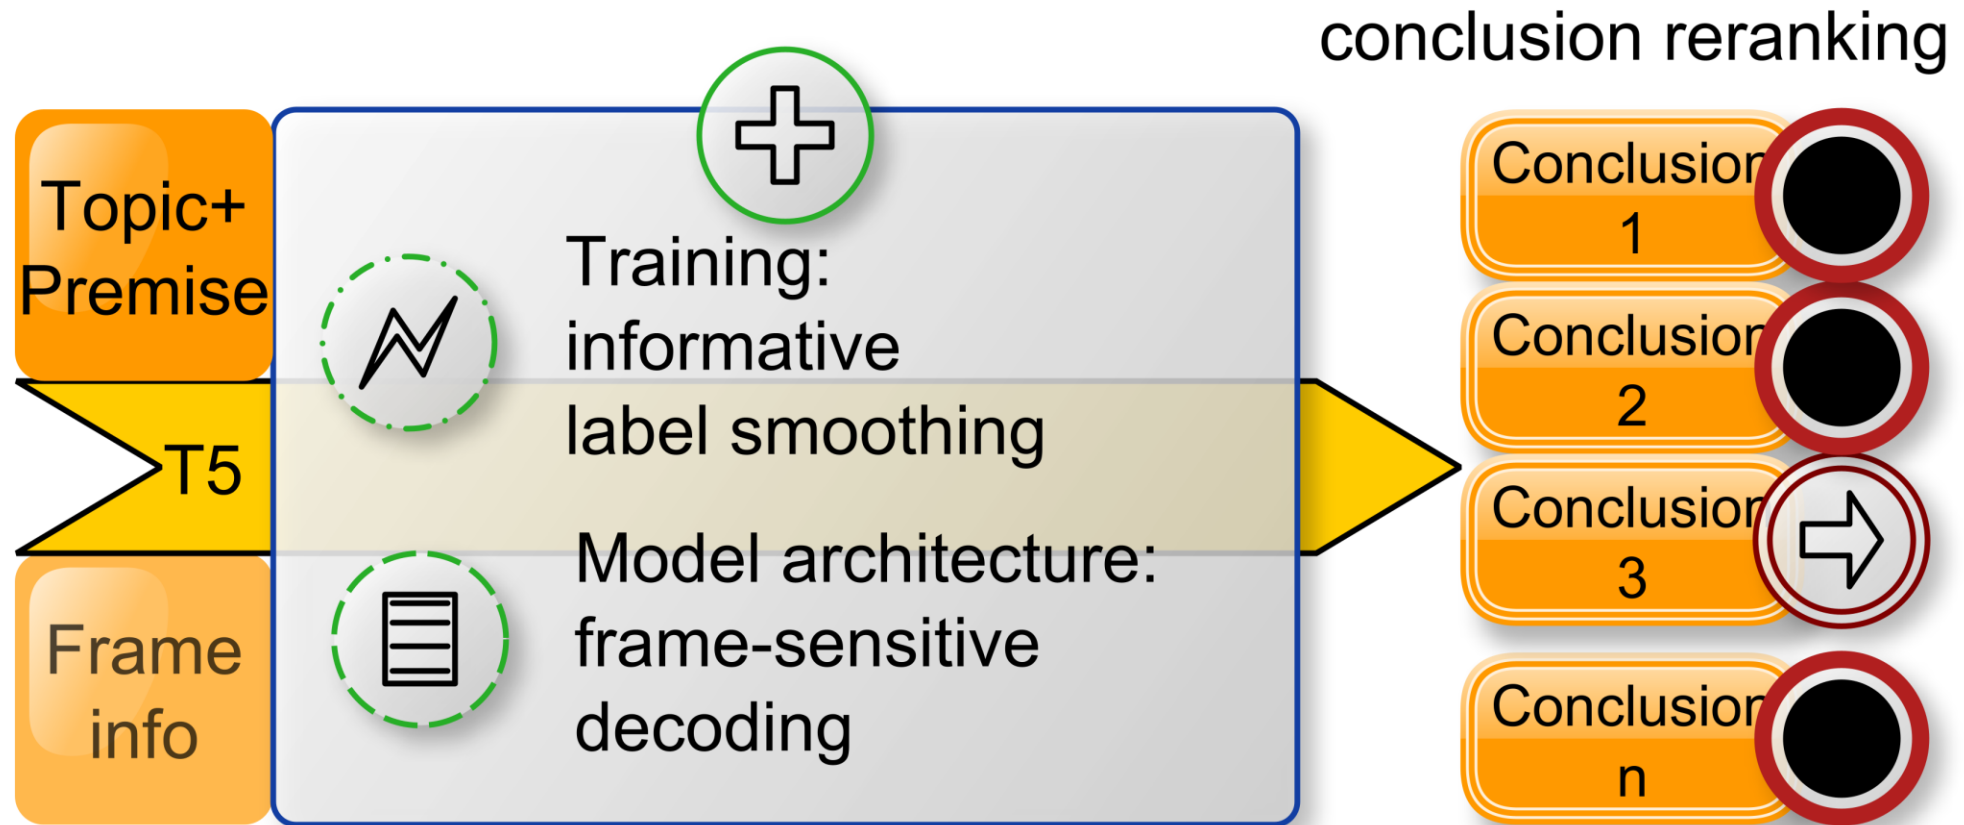 conclusion reranking
Topic+
Premise
T5
Frame
info
Training:
informative
label smoothing
Model architecture:
frame-sensitive
decoding
Conclusion
1
Conclusion
2
Conclusion
3
Conclusion
n